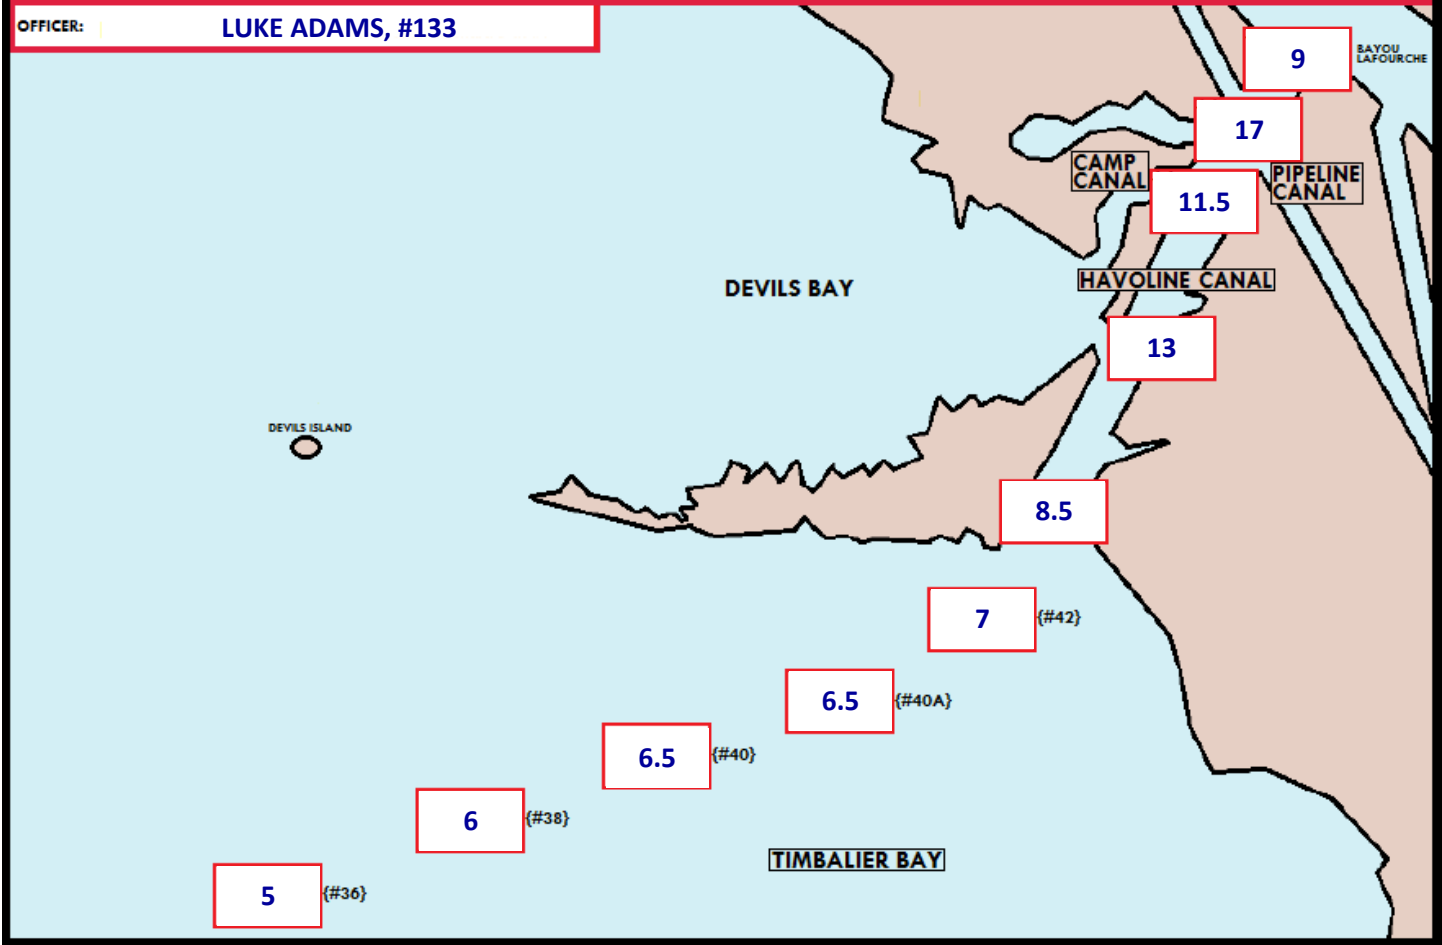 OFFICER: LUKE ADAMS, #133
9
BAYOU
LAFOURCHE
17
CAMP
CANAL
PIPELINE
CANAL
11.5
HAVOLINE CANAL
DEVILS BAY
13
DEVILS ISLAND
8.5
7 {#42}
6.5 {#40A}
6.5 {#40}
6 {#38}
TIMBALIER BAY
5 {#36}